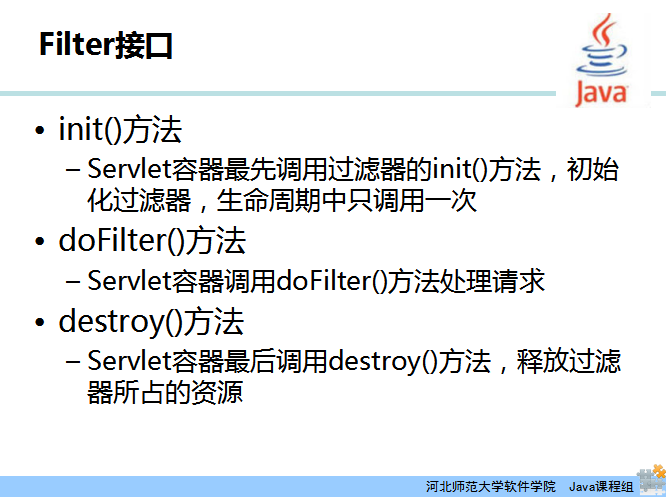 Filter接口
Java
• init()方法
– Servlet容器最先调用过滤器的init()方法，初始
化过滤器，生命周期中只调用一次
• doFilter()方法
– Servlet容器调用doFilter()方法处理请求
• destroy()方法
– Servlet容器最后调用destroy()方法，释放过滤
器所占的资源
河北师范大学软件学院 Java课程组